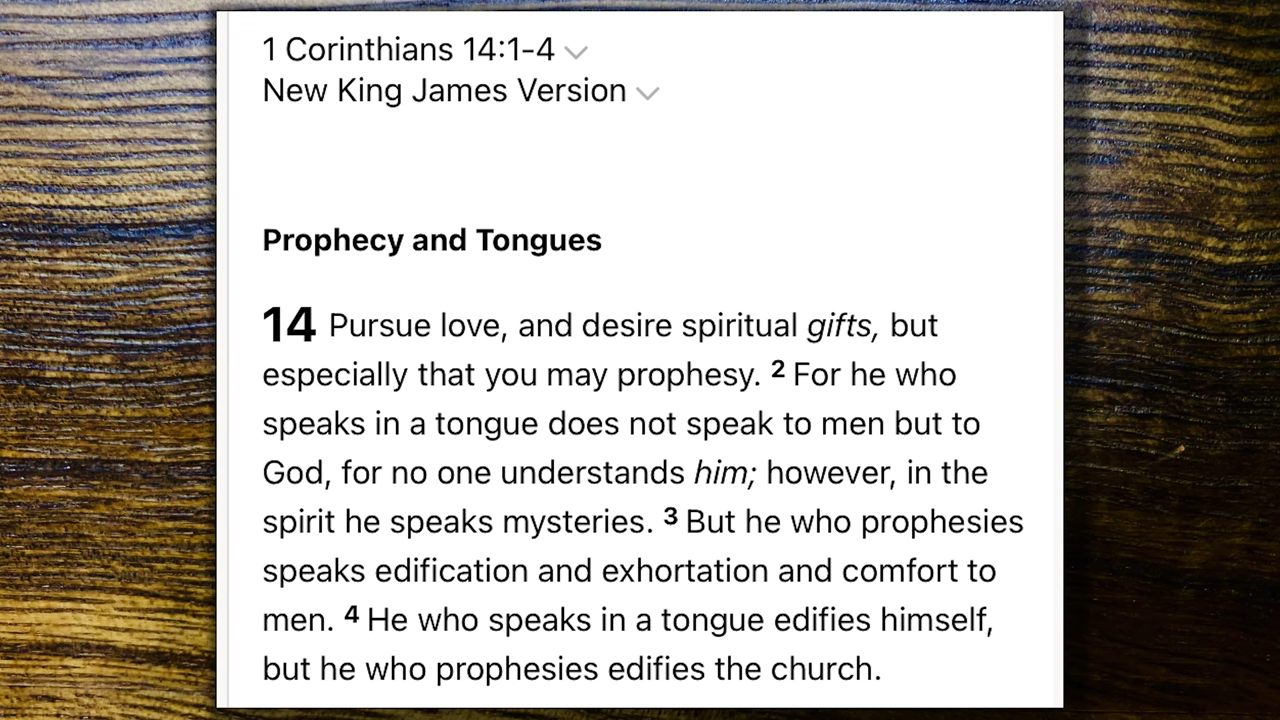 1 Corinthians 14:1-4
New King James Version
Prophecy and Tongues
14 Pursue love, and desire spiritual gifts, but
especially that you may prophesy. 2 For he who
speaks in a tongue does not speak to men but to
God, for no one understands him; however, in the
spirit he speaks mysteries. 3 But he who prophesies
speaks edification and exhortation and comfort to
men. 4 He who speaks in a tongue edifies himself,
but he who prophesies edifies the church.